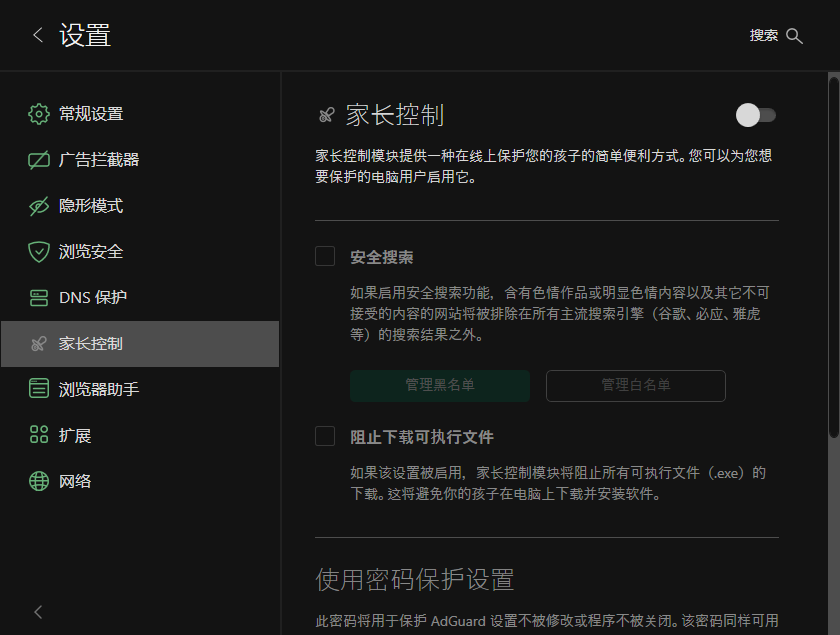 设置
搜索
常规设置
广告拦截器
隐形模式
浏览安全
DNS 保护
家长控制
浏览器助手
扩展
网络
家长控制
家长控制模块提供一种在线上保护您的孩子的简单便利方式。您可以为您想
要保护的电脑用户启用它。
安全搜索
如果启用安全搜索功能，含有色情作品或明显色情内容以及其它不可
接受的内容的网站将被排除在所有主流搜索引擎（谷歌、必应、雅虎
等）的搜索结果之外。
管理黑名单
管理白名单
阻止下载可执行文件
如果该设置被启用，家长控制模块将阻止所有可执行文件（.exe）的
下载。这将避免你的孩子在电脑上下载并安装软件。
使用密码保护设置
此密码将用于保护 AdGuard 设置不被修改或程序不被关闭。该密码同样可用